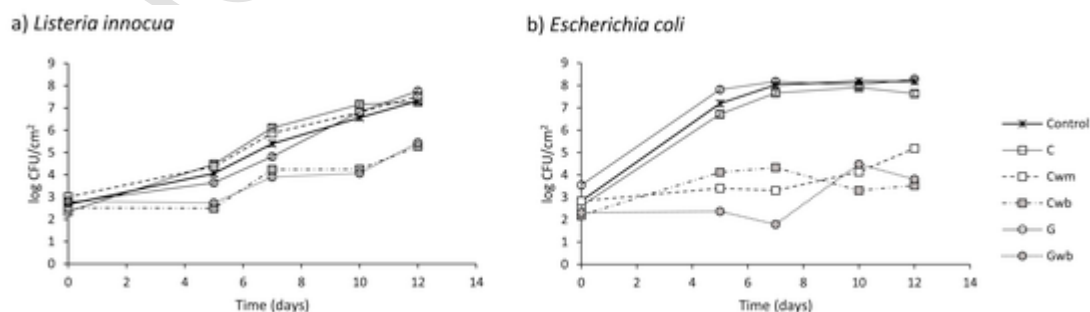 a) Listeria innocua
b) Escherichia coli
9
8
7
6
5
4
3
2
1
0
log CFU/cm²
0 2 4 6 8 10 12 14
Time (days)
9
8
7
6
5
4
3
2
1
0
log CFU/cm²
0 2 4 6 8 10 12 14
Time (days)
Control
C
Cwm
Cwb
G
Gwb